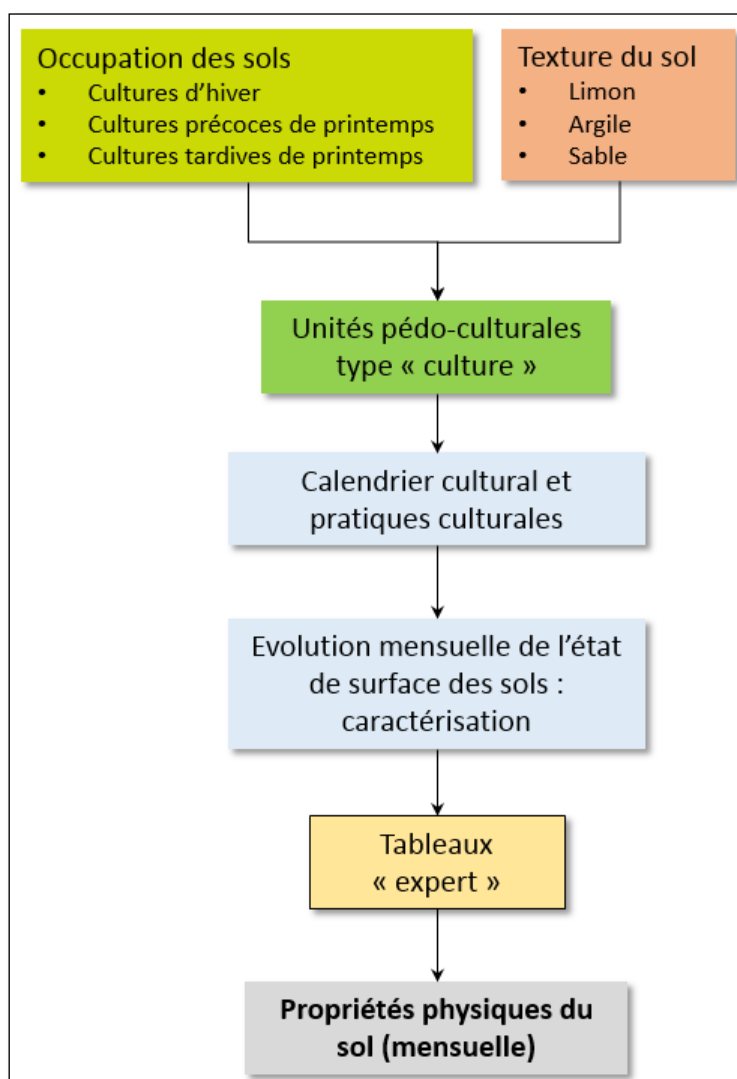 Occupation des sols
• Cultures d'hiver
• Cultures précoces de printemps
• Cultures tardives de printemps
Texture du sol
• Limon
• Argile
• Sable
Unités pédo-culturales
type « culture »
Calendrier cultural et
pratiques culturales
Evolution mensuelle de l'état
de surface des sols :
caractérisation
Tableaux
« expert »
Propriétés physiques du
sol (mensuelle)